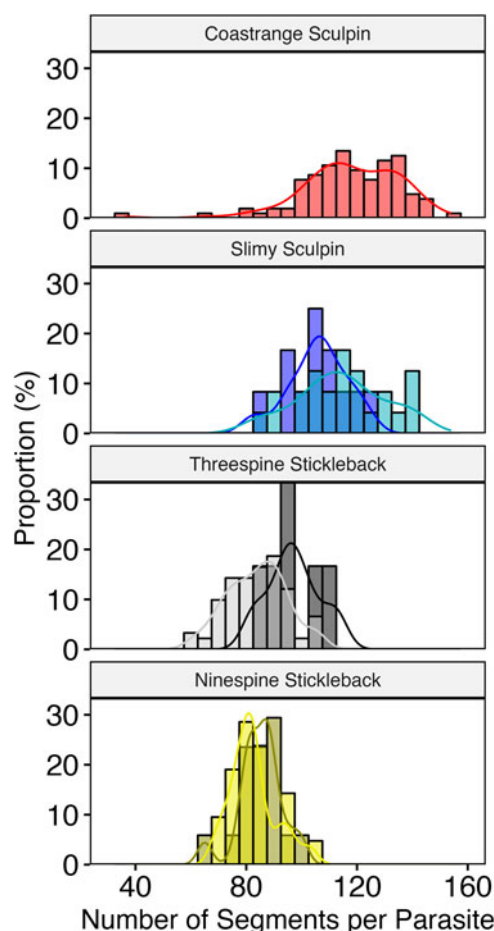 Coastrange Sculpin
30
20
10
0
Slimy Sculpin
30
20
10
0
Threespine Stickleback
30
20
10
0
Ninespine Stickleback
30
20
10
0
Proportion (%)
40 80 120 160
Number of Segments per Parasite